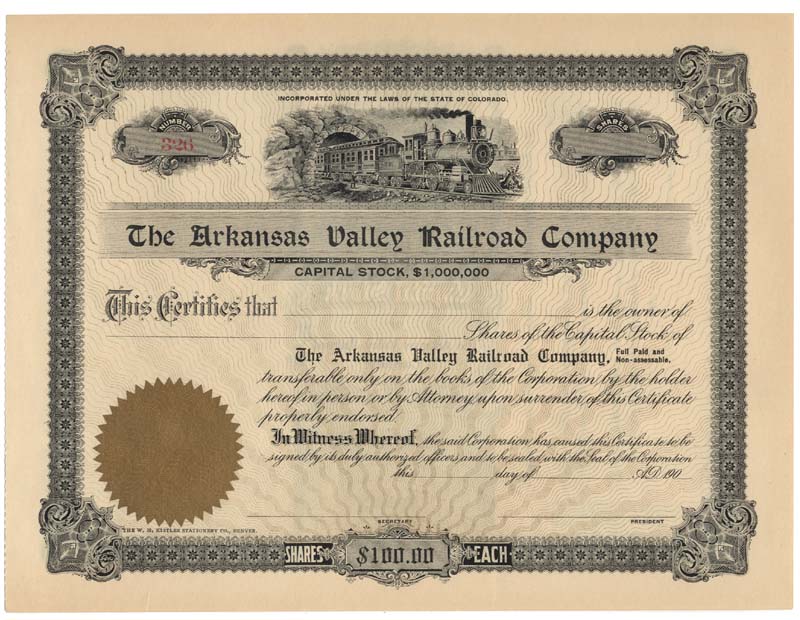 INCORPORATED UNDER THE LAWS OF THE STATE OF COLORADO.
NUMBER
326
SHARES
The Arkansas Valley Railroad Company
CAPITAL STOCK, $1,000,000
This Certifies that is the owner of
Shares of the Capital Stock of
The Arkansas Valley Railroad Company, Full Paid and Non-assessable.
transferable only on the books of the Corporation by the holder
hereof in person or by Attorney upon surrender of this Certificate
properly endorsed.
In Witness Whereof, the said Corporation has caused this Certificate to be
signed by its duly authorized officers and to be sealed with the Seal of the Corporation
this day of A.D. 190
SECRETARY
PRESIDENT
THE W. H. KISTLER STATIONERY CO., DENVER.
SHARES $100.00 EACH